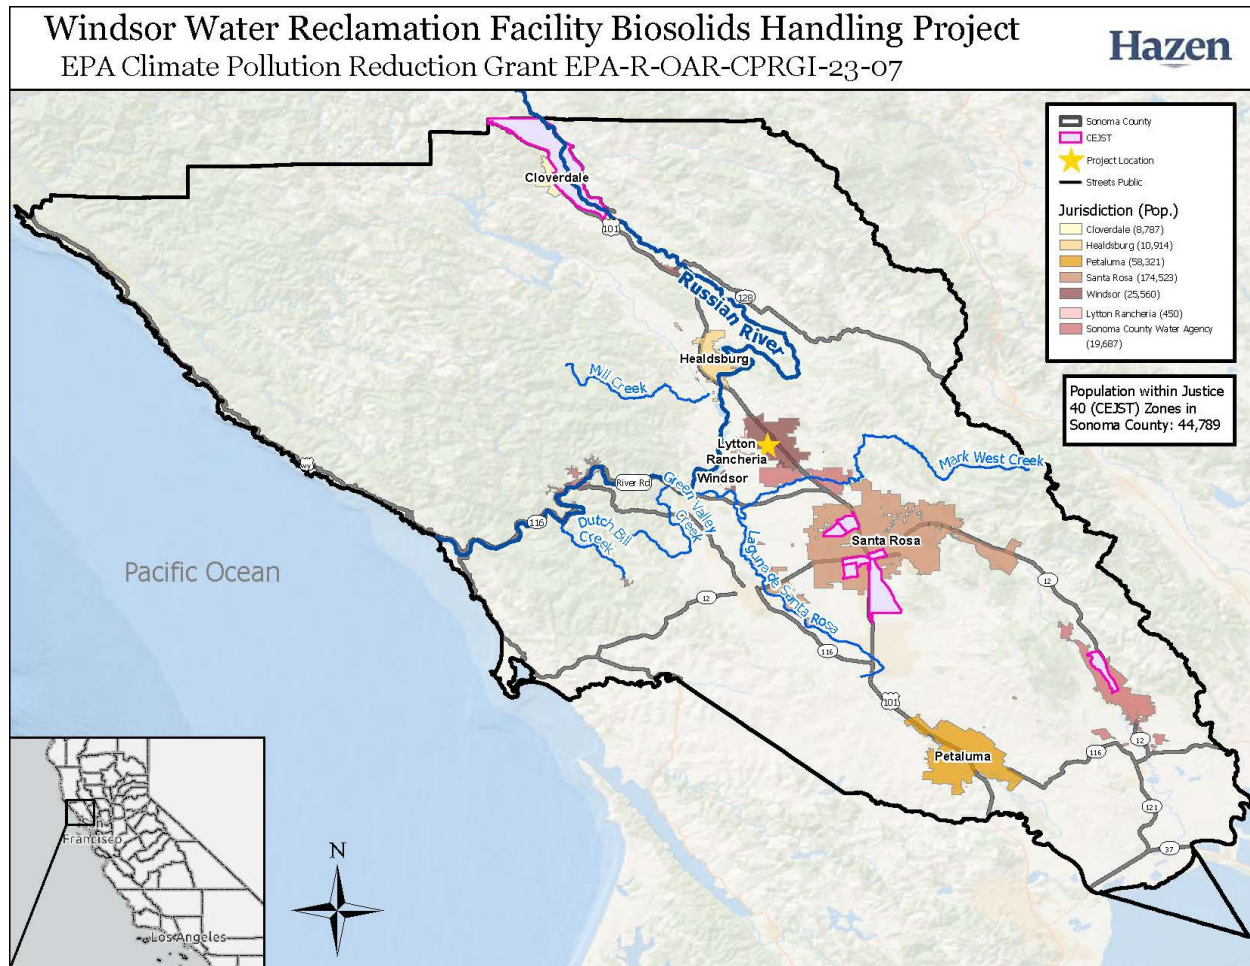 Windsor Water Reclamation Facility Biosolids Handling Project
EPA Climate Pollution Reduction Grant EPA-R-OAR-CPRGI-23-07
Hazen
Sonoma County
CEJST
Project Location
Streets Public
Jurisdiction (Pop.)
Cloverdale (8,787)
Healdsburg (10,914)
Petaluma (58,321)
Santa Rosa (174,523)
Windsor (25,560)
Lytton Rancheria (450)
Sonoma County Water Agency
(19,687)
Population within Justice
40 (CEJST) Zones in
Sonoma County: 44,789
Cloverdale
101
Russian River
128
Healdsburg
Mill Creek
Lytton
Rancheria
Windsor
Mark West Creek
River Rd
Green Valley
Creek
116
Dutch Bill
Creek
Laguna de Santa Rosa
Santa Rosa
Pacific Ocean
12
12
116
101
Petaluma
116
12
121
37
Francisco
Los Angeles
N